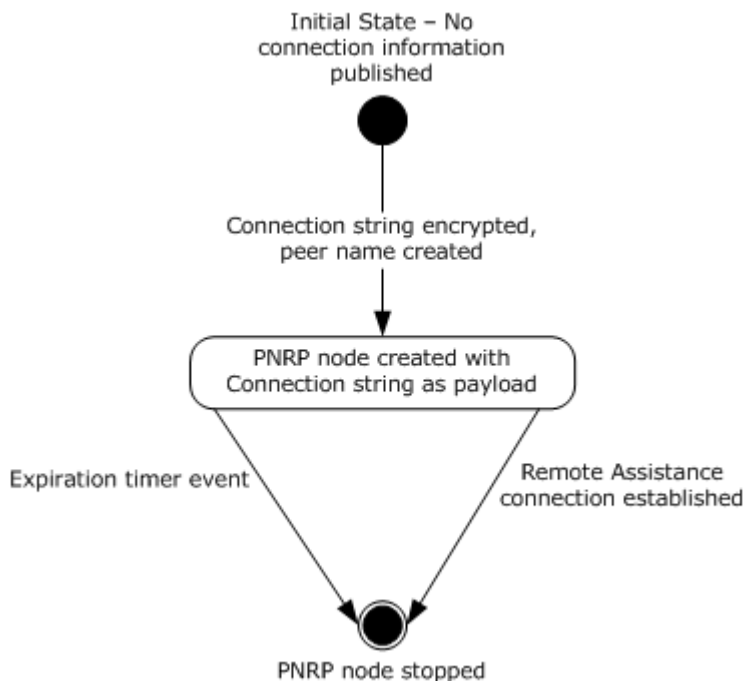 Initial State – No
connection information
published
Connection string encrypted,
peer name created
PNRP node created with
Connection string as payload
Expiration timer event
Remote Assistance
connection established
PNRP node stopped